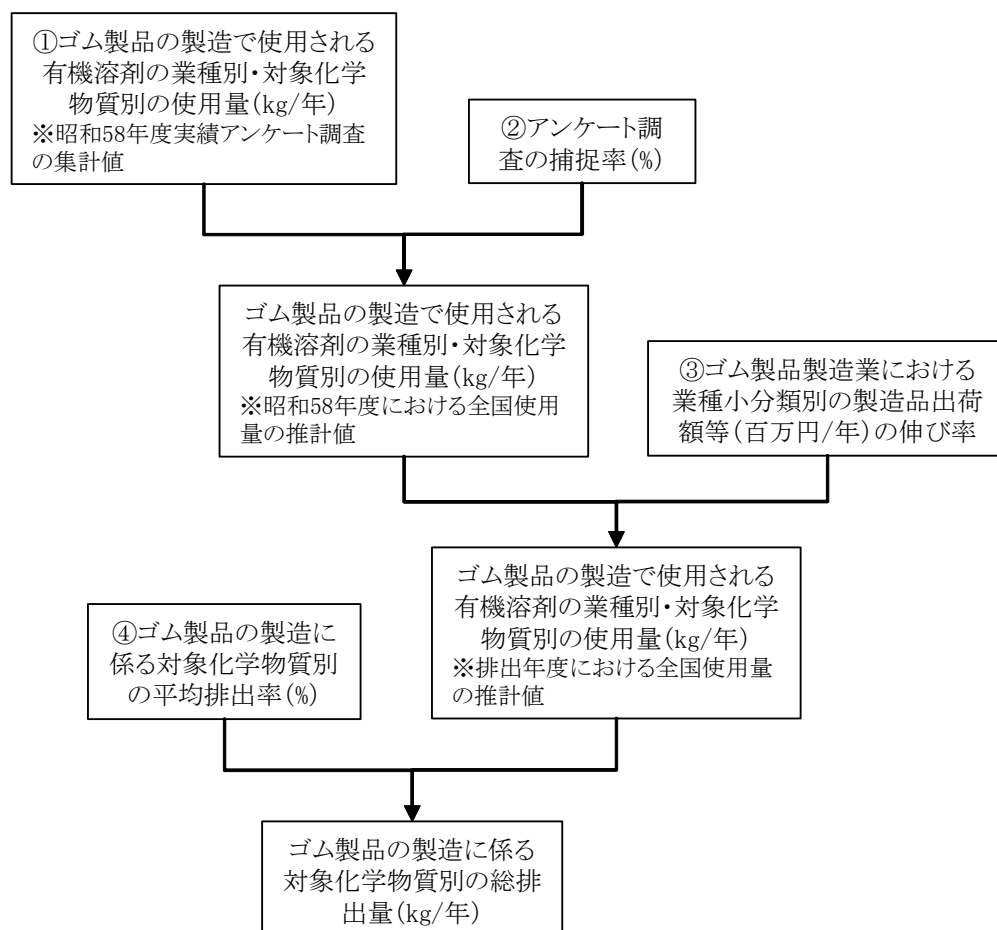 ①ゴム製品の製造で使用される
有機溶剤の業種別・対象化学
物質別の使用量(kg/年)
※昭和58年度実績アンケート調査
の集計値
②アンケート調
査の捕捉率(%)
ゴム製品の製造で使用される
有機溶剤の業種別・対象化学
物質別の使用量(kg/年)
※昭和58年度における全国使用
量の推計値
③ゴム製品製造業における
業種小分類別の製造品出荷
額等(百万円/年)の伸び率
ゴム製品の製造で使用される
有機溶剤の業種別・対象化学
物質別の使用量(kg/年)
※排出年度における全国使用量
の推計値
④ゴム製品の製造に
係る対象化学物質別
の平均排出率(%)
ゴム製品の製造に係る
対象化学物質別の総排
出量(kg/年)